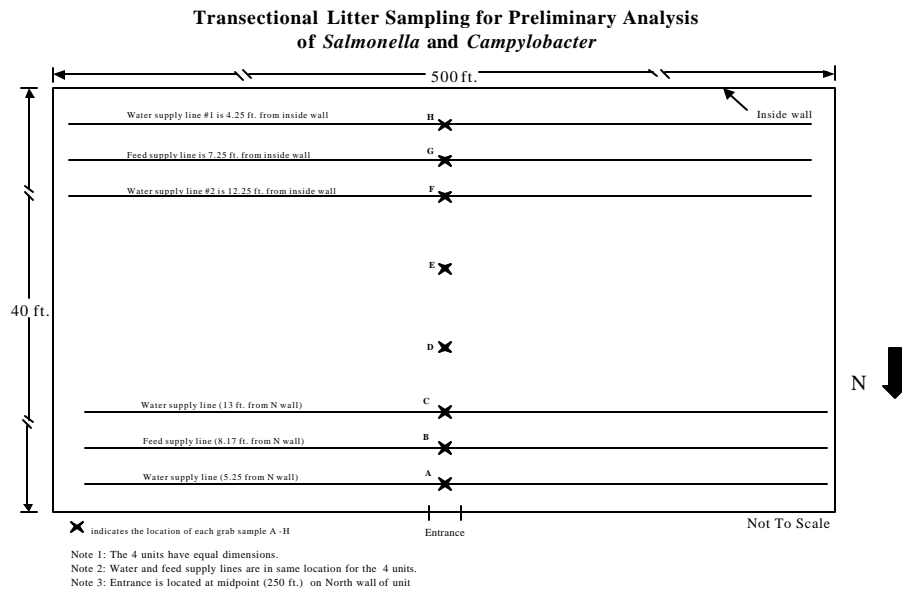 Transectional Litter Sampling for Preliminary Analysis
of Salmonella and Campylobacter
500 ft.
Water supply line #1 is 4.25 ft. from inside wall
H
Inside wall
Feed supply line is 7.25 ft. from inside wall
G
Water supply line #2 is 12.25 ft. from inside wall
F
E
40 ft.
D
N
Water supply line (13 ft. from N wall)
C
Feed supply line (8.17 ft. from N wall)
B
Water supply line (5.25 from N wall)
A
indicates the location of each grab sample A -H
Entrance
Not To Scale
Note 1: The 4 units have equal dimensions.
Note 2: Water and feed supply lines are in same location for the 4 units.
Note 3: Entrance is located at midpoint (250 ft.) on North wall of unit